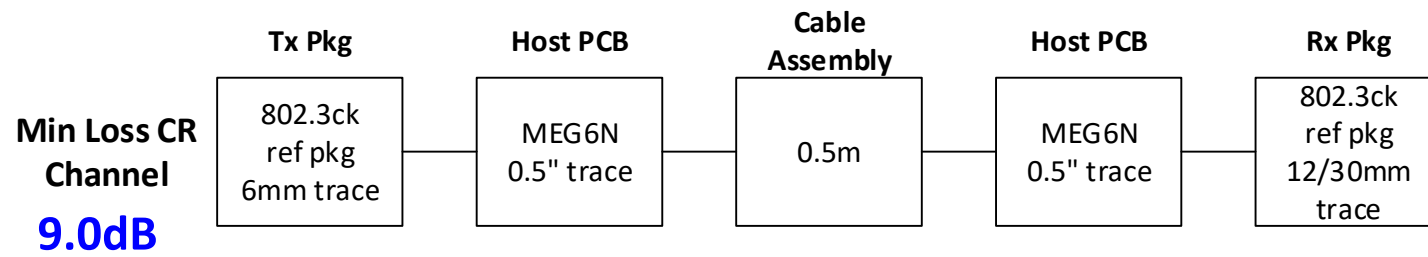 Tx Pkg
Host PCB
Cable
Assembly
Host PCB
Rx Pkg
Min Loss CR
Channel
9.0dB
802.3ck
ref pkg
6mm trace
MEG6N
0.5" trace
0.5m
MEG6N
0.5" trace
802.3ck
ref pkg
12/30mm
trace